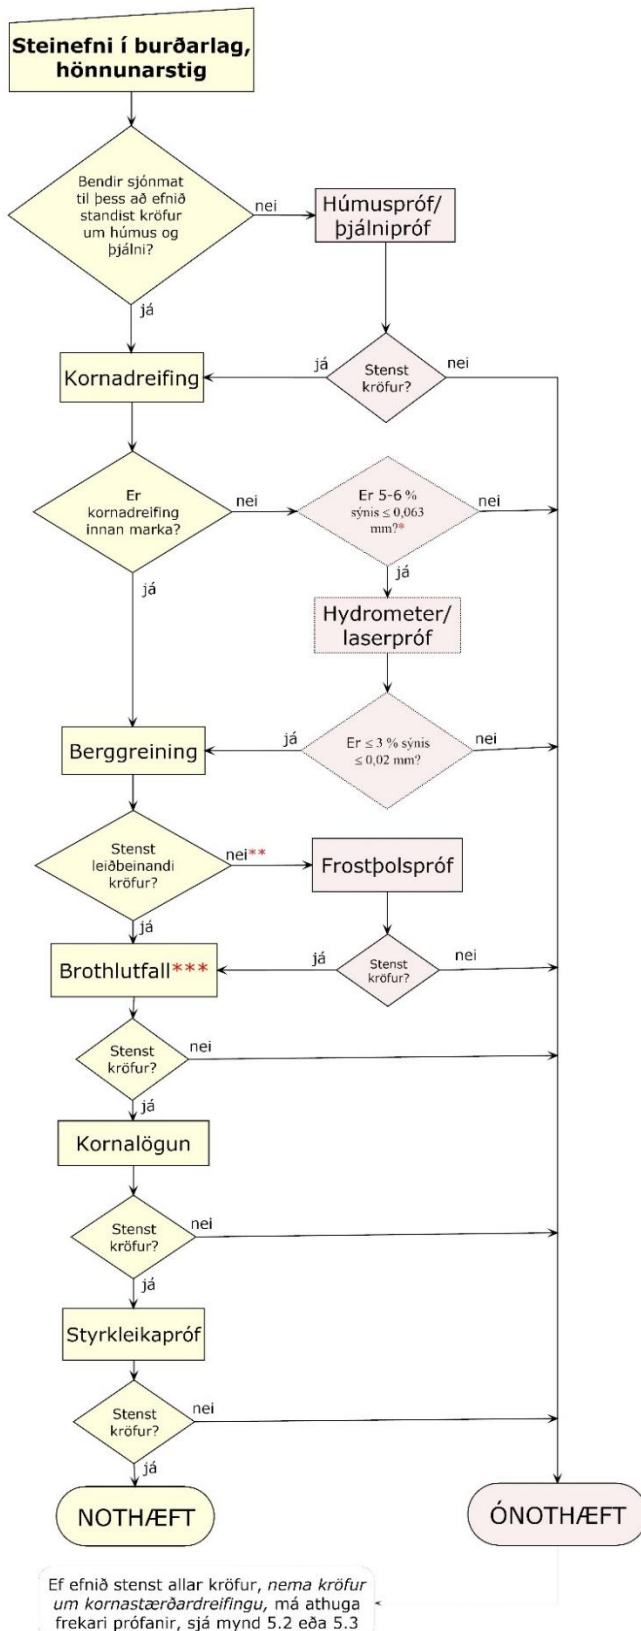 Steinefni í burðarlag,
hönnunarstig
Bendir sjónmat
til þess að efnið
standist kröfur
um húmus og
þjálni?
nei
Húmuspróf/
þjálnipróf
já
Stenst
kröfur?
já
nei
Kornadreifing
Er
kornadreifing
innan marka?
nei
Er 5-6 %
sýnis ≤ 0,063
mm?*
nei
já
já
Hydrometer/
laserpróf
Er ≤ 3 % sýnis
≤ 0,02 mm?
já
nei
Berggreining
Stenst
leiðbeinandi
kröfur?
nei**
Frostþolspróf
já
Stenst
kröfur?
já
nei
Brothlutfall***
Stenst
kröfur?
nei
já
Kornalögun
Stenst
kröfur?
nei
já
Styrkleikapróf
Stenst
kröfur?
nei
já
NOTHÆFT
ÓNOTHÆFT
Ef efnið stenst allar kröfur, nema kröfur
um kornastærðardreifingu, má athuga
frekari prófanir, sjá mynd 5.2 eða 5.3